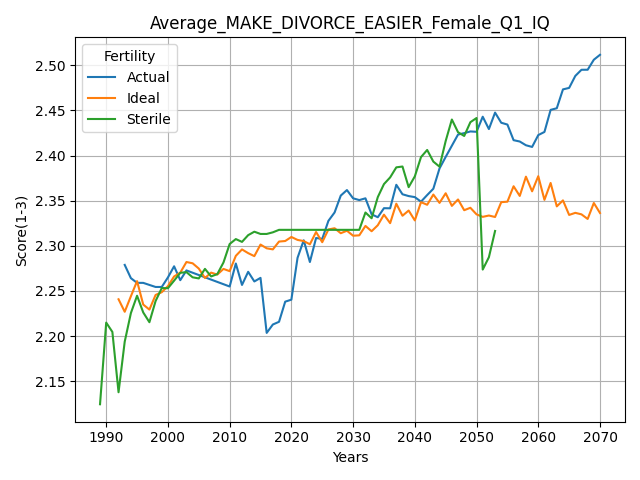 Average_MAKE_DIVORCE_EASIER_Female_Q1_IQ
Fertility
Actual
Ideal
Sterile
Score(1-3)
2.50
2.45
2.40
2.35
2.30
2.25
2.20
2.15
1990 2000 2010 2020 2030 2040 2050 2060 2070
Years